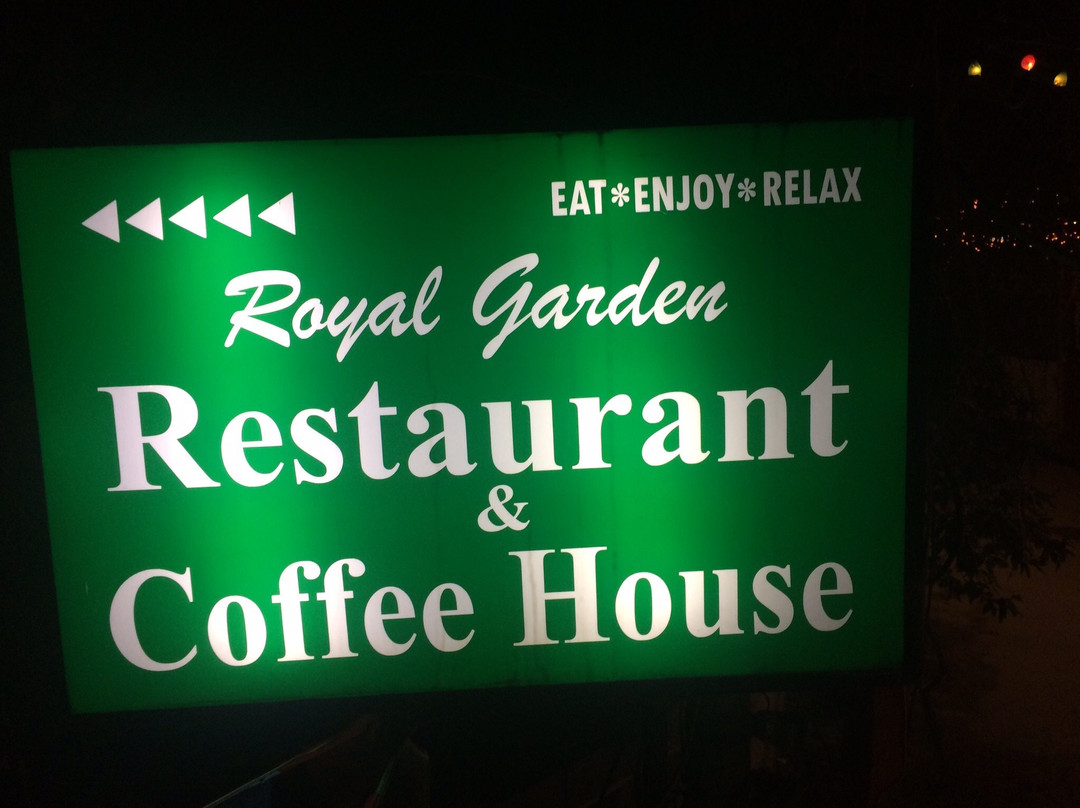 EAT*ENJOY*RELAX
Royal Garden
Restaurant
&
Coffee House